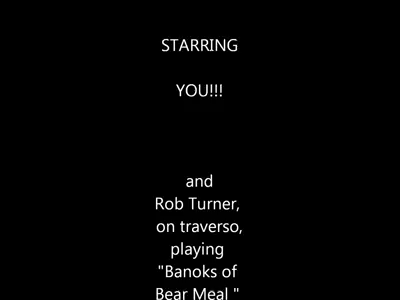 STARRING
YOU!!!
and
Rob Turner,
on traverso,
playing
"Banoks of
Bear Meal "